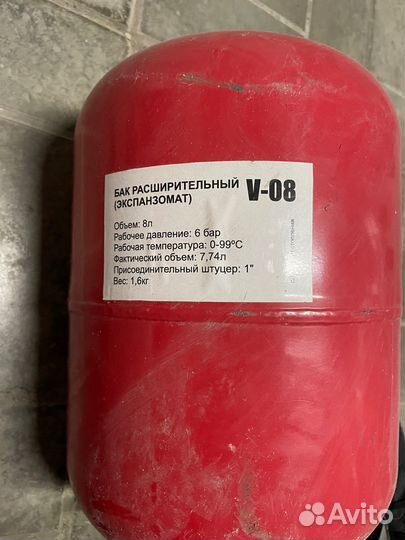 БАК РАСШИРИТЕЛЬНЫЙ V-08
(ЭКСПАНЗОМАТ)
Объем: 8л
Рабочее давление: 6 бар
Рабочая температура: 0-99ºС
Фактический объем: 7,74л
Присоединительный штуцер: 1"
Вес: 1,6кг
Avito